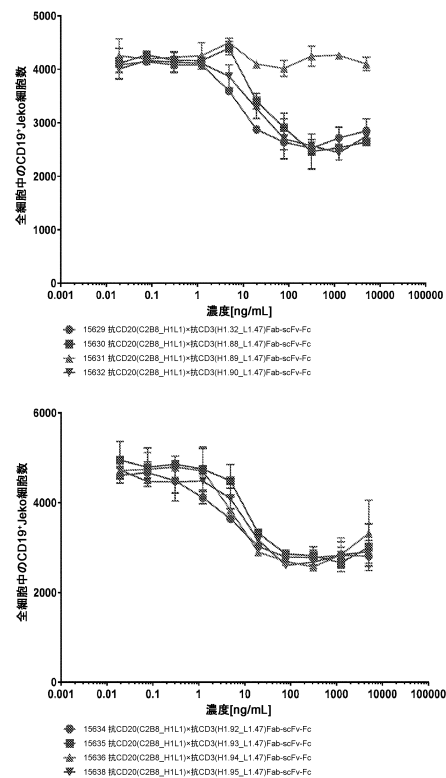 全細胞中のCD19⁺Jeko細胞数
5000
4000
3000
2000
1000
0
0.001 0.01 0.1 1 10 100 1000 10000 100000
濃度[ng/mL]
15629 抗CD20(C2B8_H1L1)×抗CD3(H1.32_L1.47)Fab-scFv-Fc
15630 抗CD20(C2B8_H1L1)×抗CD3(H1.88_L1.47)Fab-scFv-Fc
15631 抗CD20(C2B8_H1L1)×抗CD3(H1.89_L1.47)Fab-scFv-Fc
15632 抗CD20(C2B8_H1L1)×抗CD3(H1.90_L1.47)Fab-scFv-Fc
全細胞中のCD19⁺Jeko細胞数
6000
4000
2000
0
0.001 0.01 0.1 1 10 100 1000 10000 100000
濃度[ng/mL]
15634 抗CD20(C2B8_H1L1)×抗CD3(H1.92_L1.47)Fab-scFv-Fc
15635 抗CD20(C2B8_H1L1)×抗CD3(H1.93_L1.47)Fab-scFv-Fc
15636 抗CD20(C2B8_H1L1)×抗CD3(H1.94_L1.47)Fab-scFv-Fc
15638 抗CD20(C2B8_H1L1)×抗CD3(H1.95_L1.47)Fab-scFv-Fc